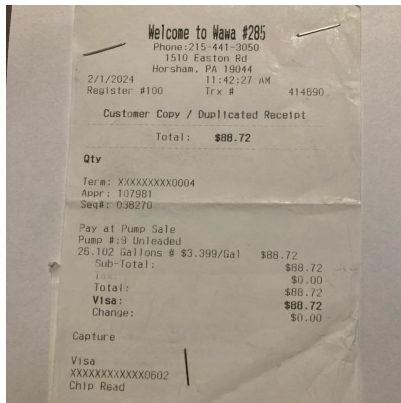 Welcome to Wawa #285
Phone:215-441-3050
1510 Easton Rd
Horsham, PA 19044
2/1/2024 11:42:27 AM
Register #100 Trx # 414890
Customer Copy / Duplicated Receipt
Total: $88.72
Qty
Term: XXXXXXXXX0004
Appr: 107981
Seq#: 038270
Pay at Pump Sale
Pump #:9 Unleaded
26.102 Gallons @ $3.399/Gal $88.72
Sub-Total: $88.72
Tax: $0.00
Total: $88.72
Visa: $88.72
Change: $0.00
Capture
Visa
XXXXXXXXXXXX0602
Chip Read